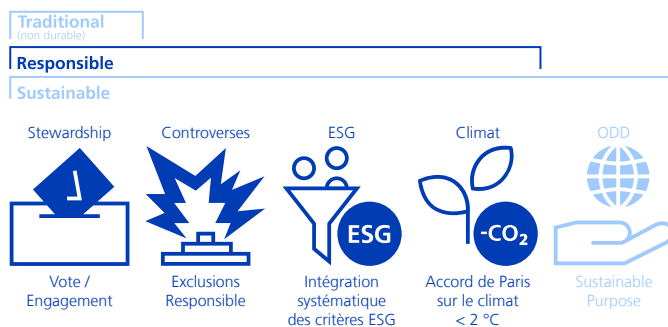 Traditional
(non durable)
Responsible
Sustainable
Stewardship
Controverses
ESG
Climat
ODD
ESG
-CO₂
Vote /
Engagement
Exclusions
Responsible
Intégration
systématique
des critères ESG
Accord de Paris
sur le climat
< 2 °C
Sustainable
Purpose